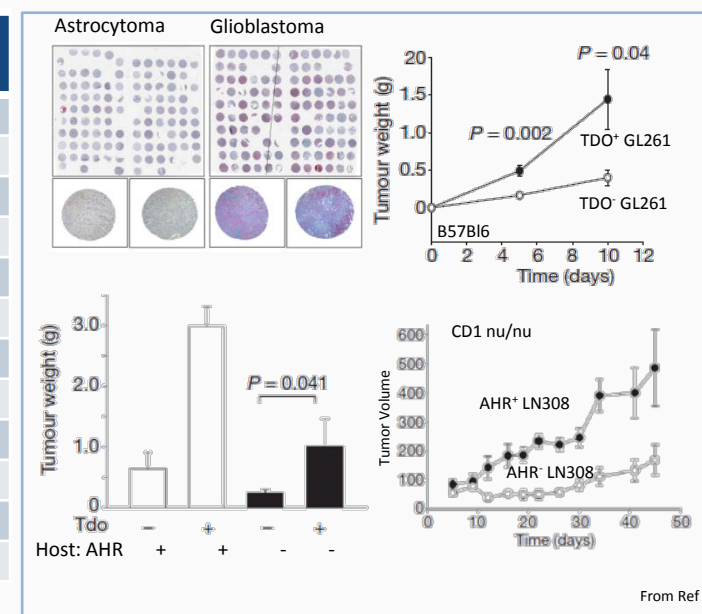 Astrocytoma
Glioblastoma
Tumour weight (g)
20
1.5
1.0
0.5
0
P = 0.04
P = 0.002
TDO+ GL261
TDO- GL261
B57Bl6
0 2 4 6 8 10 12
Time (days)
Tumour weight (g)
3.0
2.0
1.0
0
P = 0.041
Tdo − + − +
Host: AHR + + - -
Tumor Volume
600
500
400
300
200
100
0
CD1 nu/nu
AHR+ LN308
AHR- LN308
0 10 20 30 40 50
Time (days)
From Ref